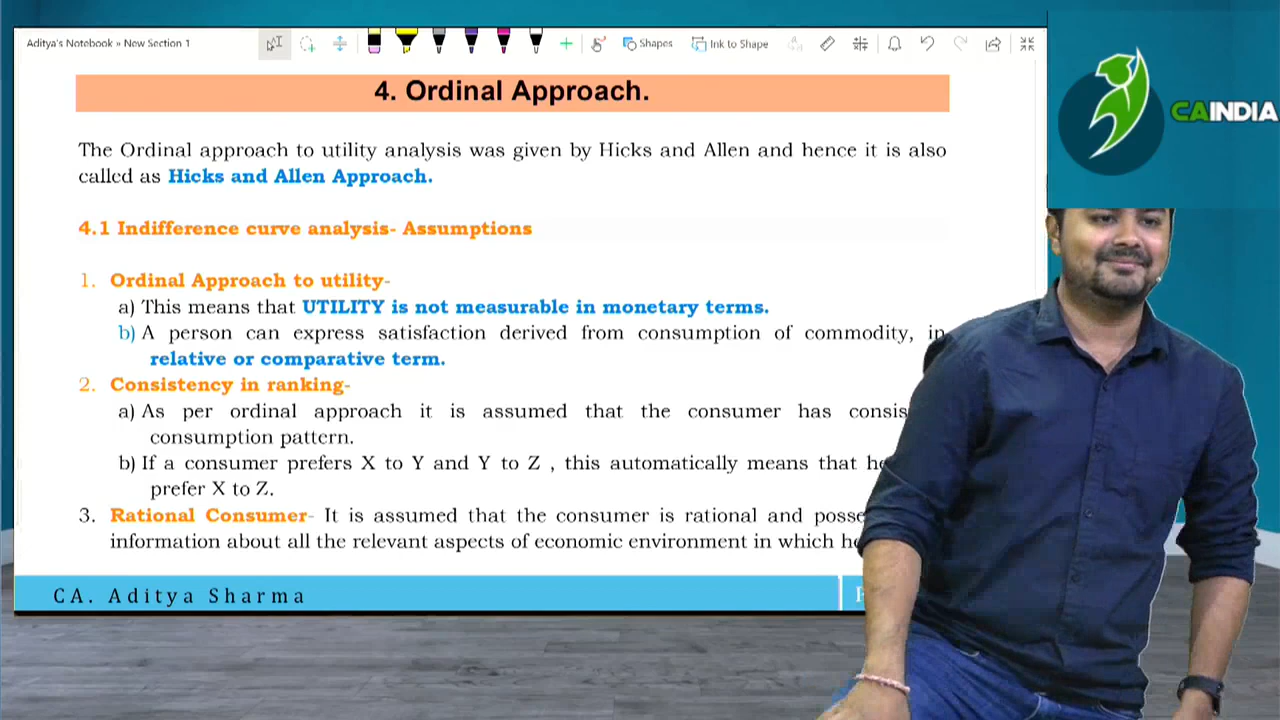 Aditya's Notebook » New Section 1
Shapes
Ink to Shape
CAINDIA
4. Ordinal Approach.
The Ordinal approach to utility analysis was given by Hicks and Allen and hence it is also
called as Hicks and Allen Approach.
4.1 Indifference curve analysis- Assumptions
1. Ordinal Approach to utility-
a) This means that UTILITY is not measurable in monetary terms.
b) A person can express satisfaction derived from consumption of commodity, in
relative or comparative term.
2. Consistency in ranking-
a) As per ordinal approach it is assumed that the consumer has consis
consumption pattern.
b) If a consumer prefers X to Y and Y to Z , this automatically means that he
prefer X to Z.
3. Rational Consumer- It is assumed that the consumer is rational and posse
information about all the relevant aspects of economic environment in which he
CA. Aditya Sharma